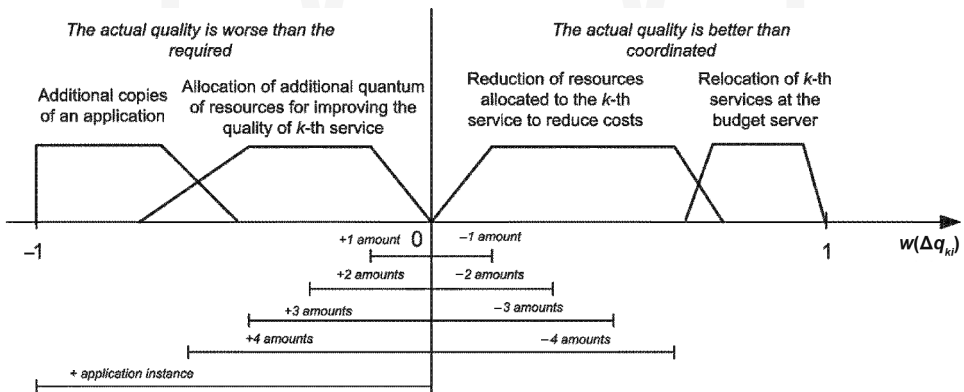 The actual quality is worse than the
required
The actual quality is better than
coordinated
Additional copies
of an application
Allocation of additional quantum
of resources for improving the
quality of k-th service
Reduction of resources
allocated to the k-th
service to reduce costs
Relocation of k-th
services at the
budget server
−1
0
1
w(Δq_ki)
+1 amount
−1 amount
+2 amounts
−2 amounts
+3 amounts
−3 amounts
+4 amounts
−4 amounts
+ application instance